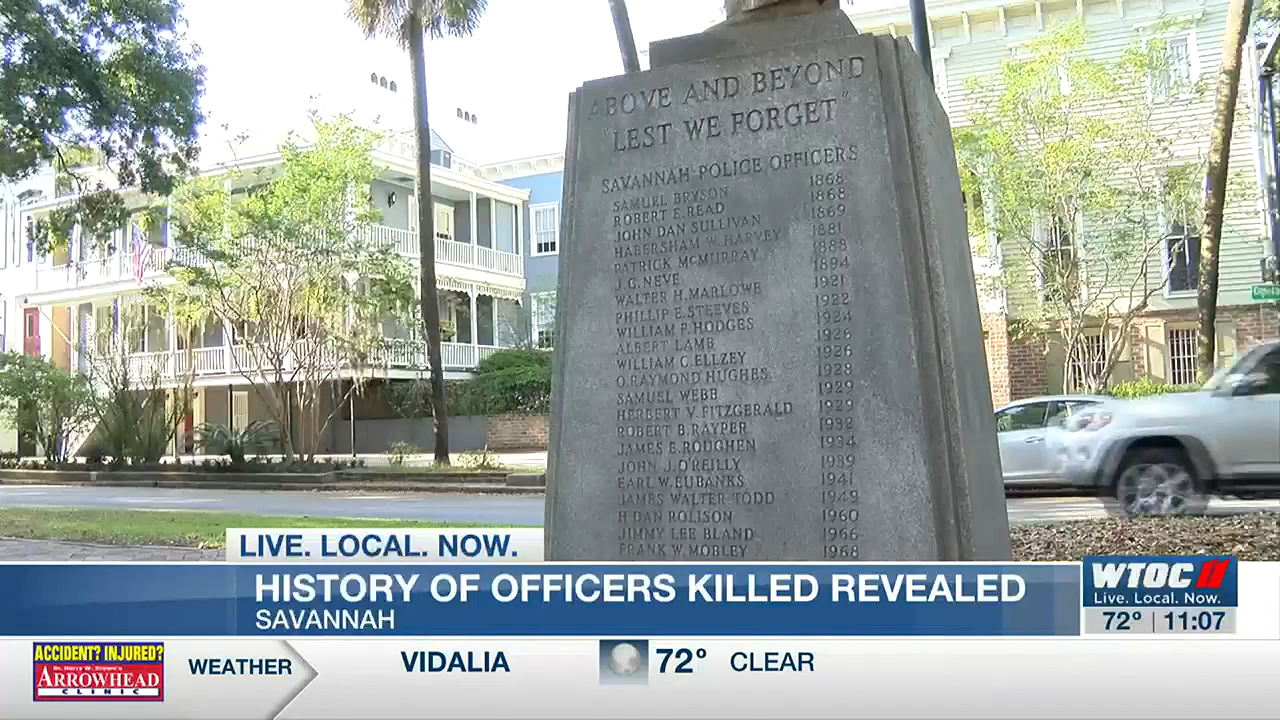 ABOVE AND BEYOND
"LEST WE FORGET"
SAVANNAH POLICE OFFICERS
SAMUEL BRYSON 1868
ROBERT E. READ 1868
JOHN DAN SULLIVAN 1869
HABERSHAM W. HARVEY 1881
PATRICK MCMURRAY 1888
J.G. NEVE 1894
WALTER H. MARLOWE 1921
PHILLIP E. STEEVES 1922
WILLIAM F. HODGES 1924
ALBERT LAMB 1926
WILLIAM C. ELLZEY 1926
O. RAYMOND HUGHES 1928
SAMUEL WEBB 1929
HERBERT V. FITZGERALD 1929
ROBERT B. RAYPER 1932
JAMES E. ROUGHEN 1934
JOHN J. O'REILLY 1939
EARL W. EUBANKS 1941
JAMES WALTER TODD 1949
H DAN ROLISON 1960
JIMMY LEE BLAND 1966
FRANK W. MOBLEY 1968
LIVE. LOCAL. NOW.
HISTORY OF OFFICERS KILLED REVEALED
SAVANNAH
WTOC 11
Live. Local. Now.
72° | 11:07
ACCIDENT? INJURED?
Dr. Harry W. Brown's
ARROWHEAD
CLINIC
WEATHER
VIDALIA 72° CLEAR